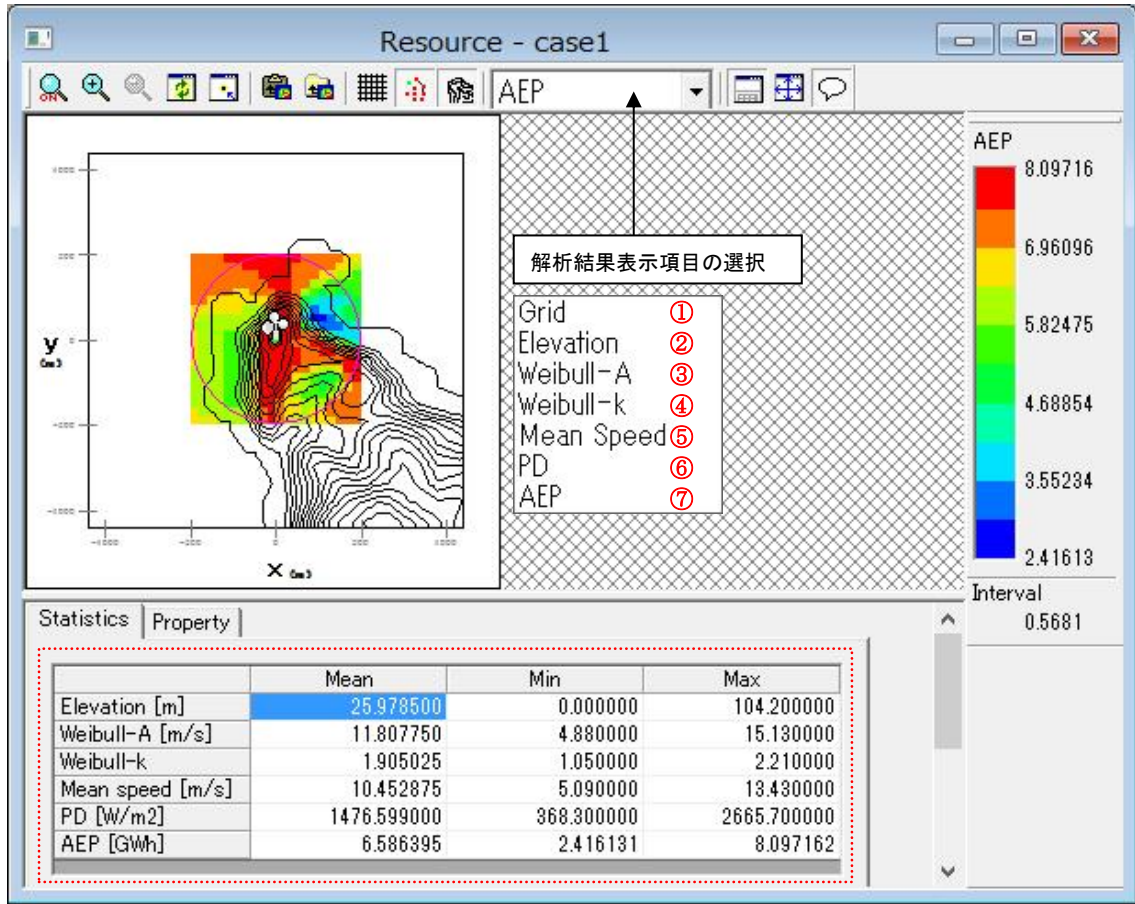 Resource - case1
ON
AEP
AEP
8.09716
6.96096
5.82475
4.68854
3.55234
2.41613
Interval
0.5681
解析結果表示項目の選択
Grid ①
Elevation ②
Weibull-A ③
Weibull-k ④
Mean Speed ⑤
PD ⑥
AEP ⑦
y
X
Statistics Property
Mean Min Max
Elevation [m] 25.978500 0.000000 104.200000
Weibull-A [m/s] 11.807750 4.880000 15.130000
Weibull-k 1.905025 1.050000 2.210000
Mean speed [m/s] 10.452875 5.090000 13.430000
PD [W/m2] 1476.599000 368.300000 2665.700000
AEP [GWh] 6.586395 2.416131 8.097162